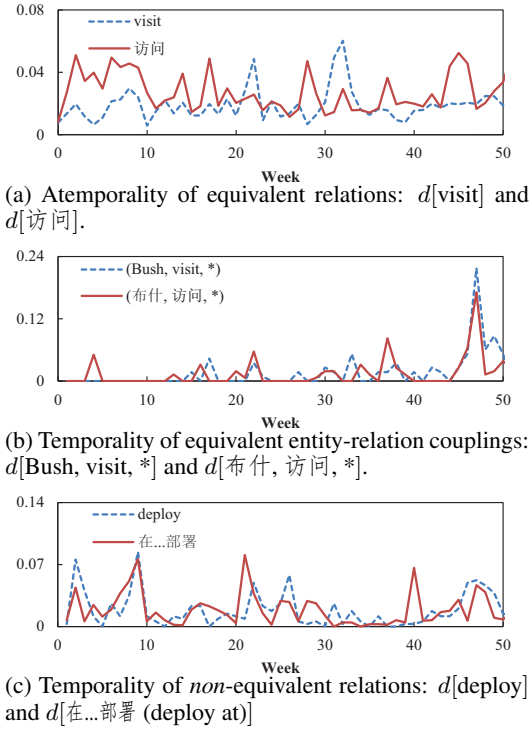 0.08
visit
访问
0.04
0
0 10 20 30 40 50
Week
(a) Atemporality of equivalent relations: d[visit] and
d[访问].
0.24
(Bush, visit, *)
(布什, 访问, *)
0.12
0
0 10 20 30 40 50
Week
(b) Temporality of equivalent entity-relation couplings:
d[Bush, visit, *] and d[布什, 访问, *].
0.14
deploy
在...部署
0.07
0
0 10 20 30 40 50
Week
(c) Temporality of non-equivalent relations: d[deploy]
and d[在...部署 (deploy at)]